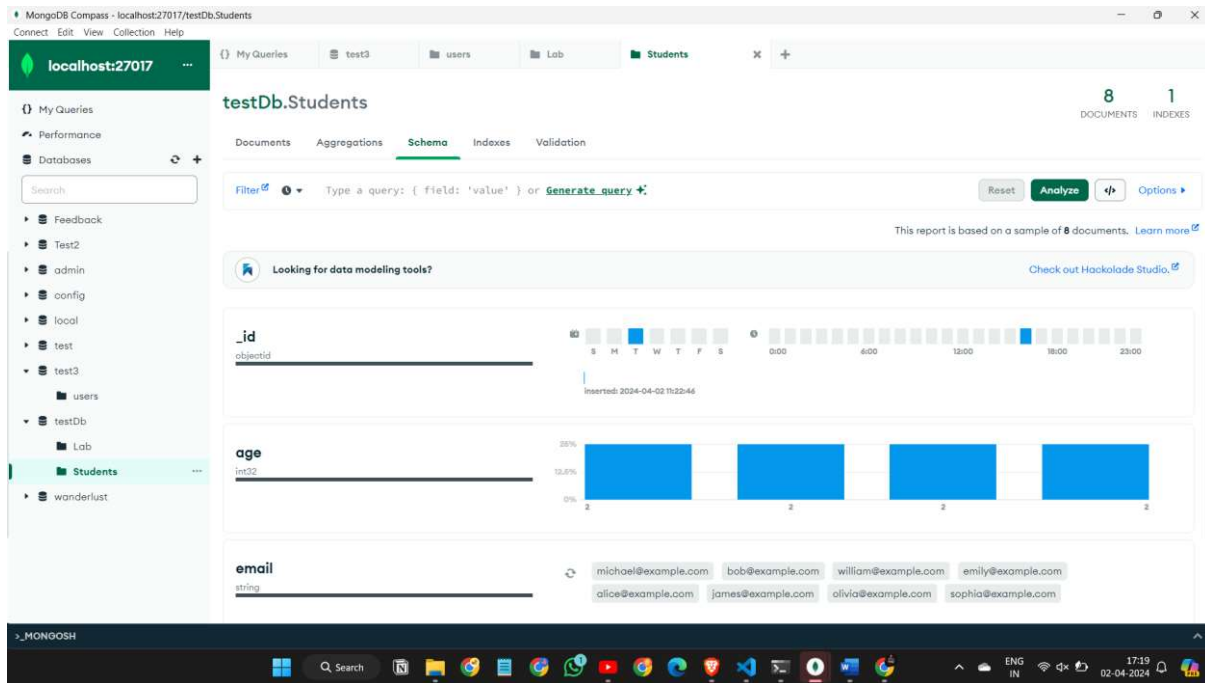 MongoDB Compass - localhost:27017/testDb.Students
Connect Edit View Collection Help
localhost:27017 ...
{} My Queries
Performance
Databases
Search
Feedback
Test2
admin
config
local
test
test3
users
testDb
Lab
Students ...
wanderlust
{} My Queries test3 users Lab Students
testDb.Students
8 1
DOCUMENTS INDEXES
Documents Aggregations Schema Indexes Validation
Filter Type a query: { field: 'value' } or Generate query Reset Analyze </> Options
This report is based on a sample of 8 documents. Learn more
Looking for data modeling tools? Check out Hackolade Studio.
_id
objectid
S M T W T F S 0:00 6:00 12:00 18:00 23:00
inserted: 2024-04-02 11:22:46
age
int32
12.5%
0%
2 2 2 2
email
string
michael@example.com bob@example.com william@example.com emily@example.com
alice@example.com james@example.com olivia@example.com sophia@example.com
>_MONGOSH
Search ENG 17:19
IN 02-04-2024